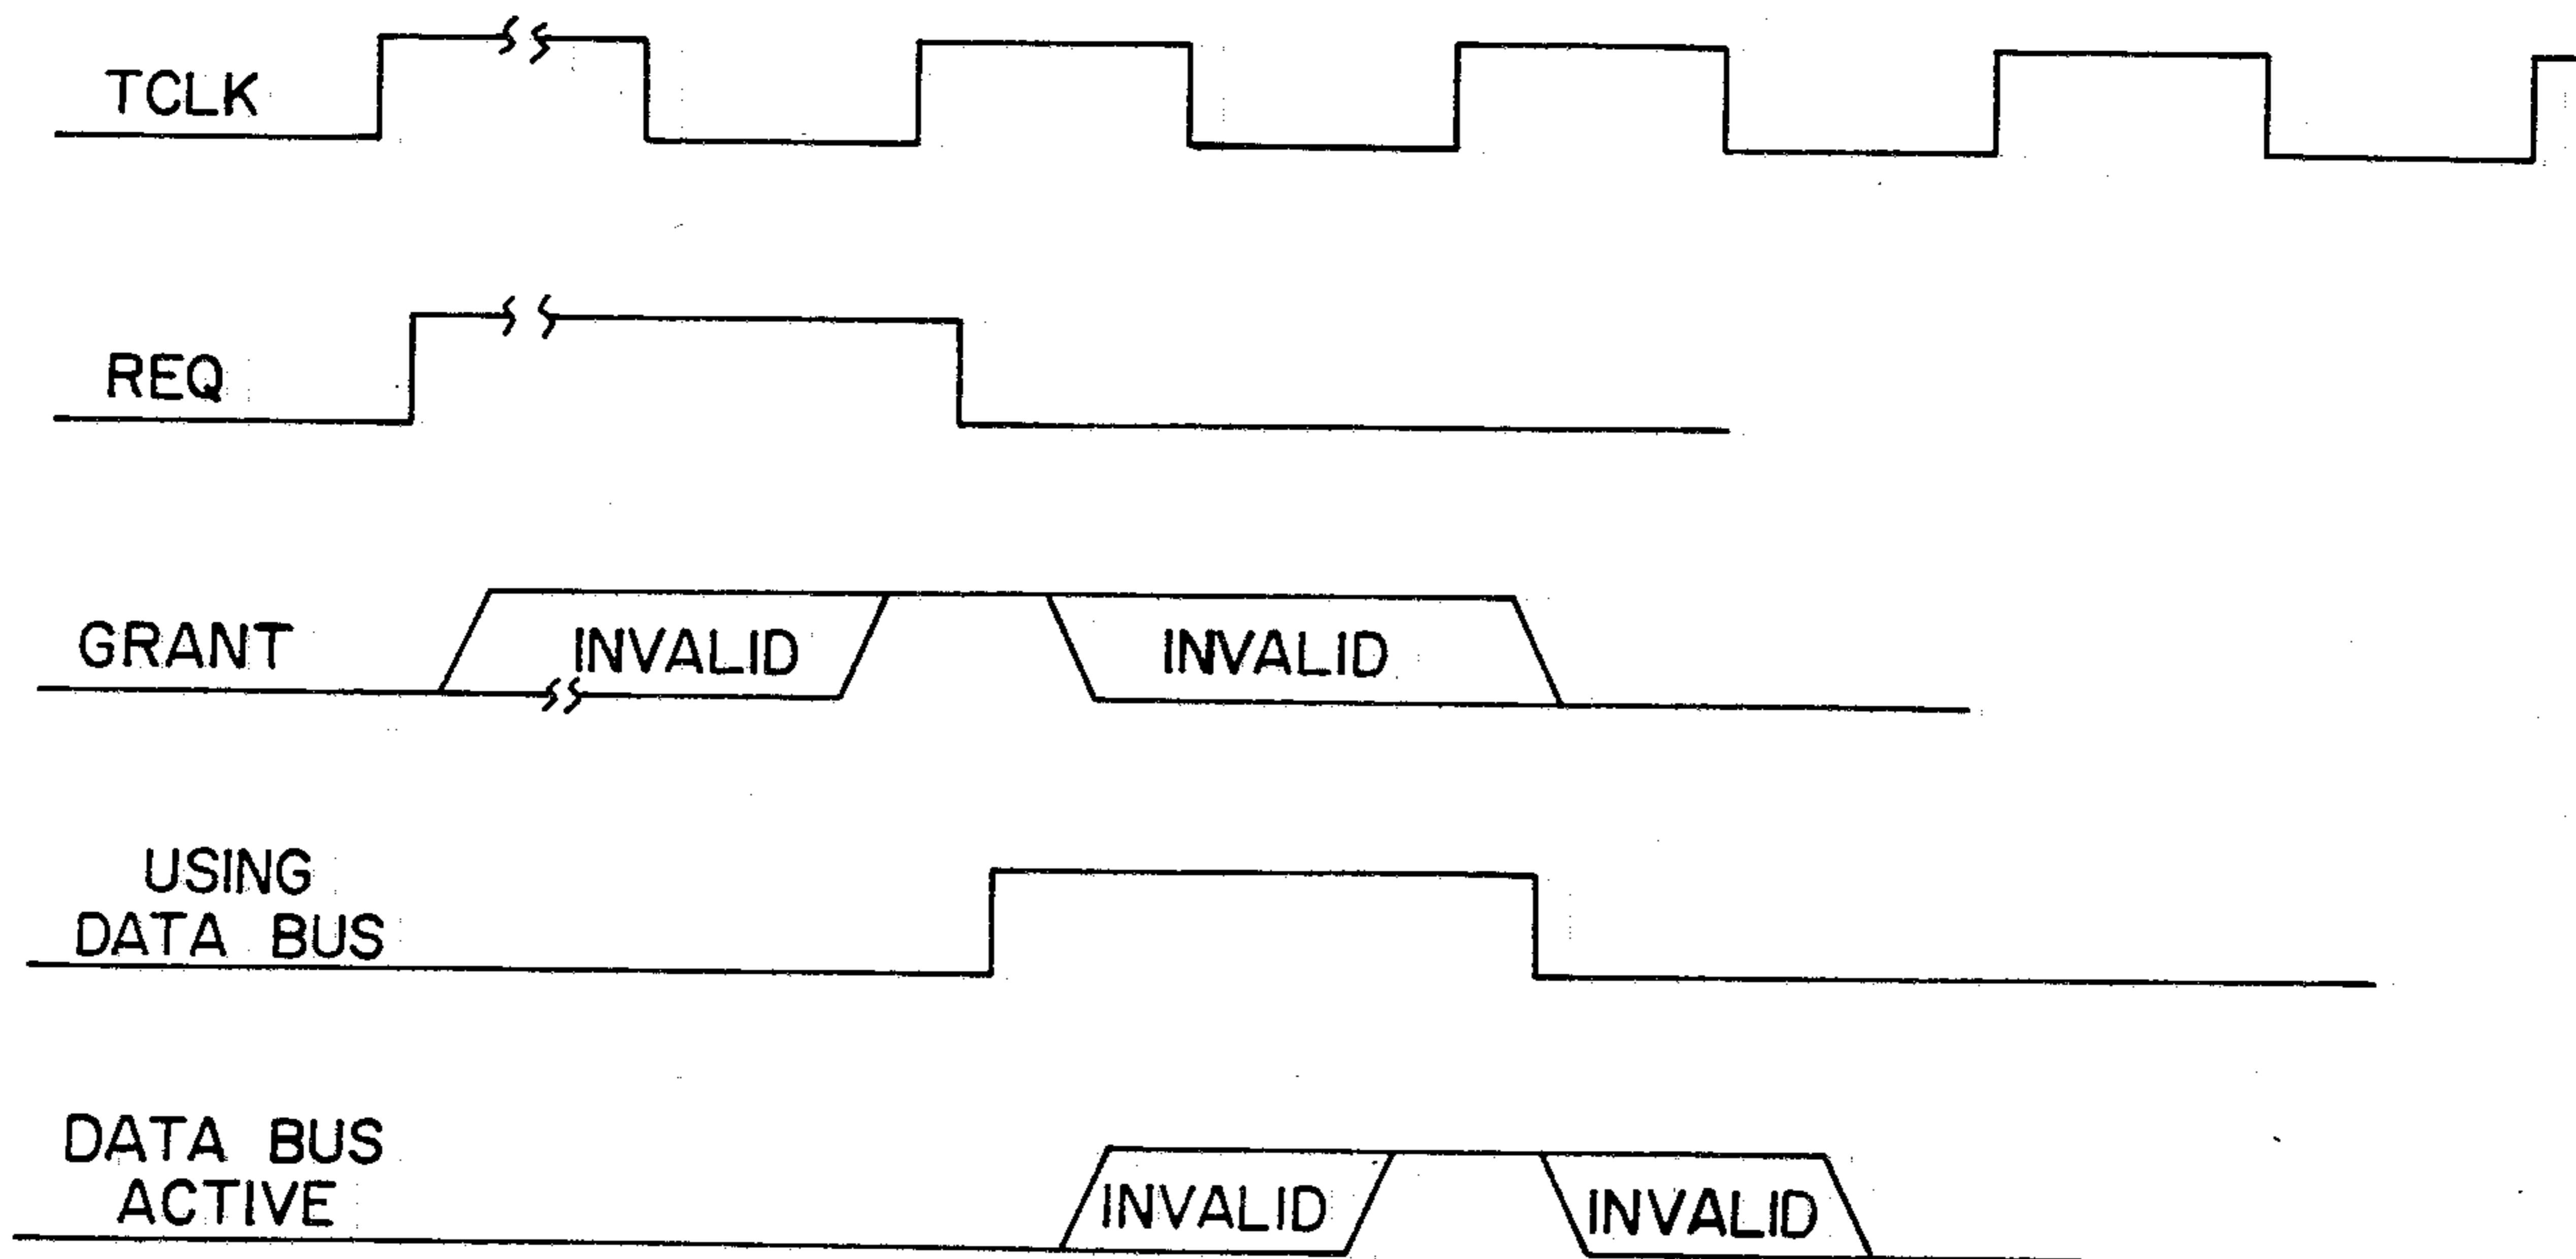 TCLK
REQ
GRANT
INVALID
INVALID
USING
DATA BUS
DATA BUS
ACTIVE
INVALID
INVALID